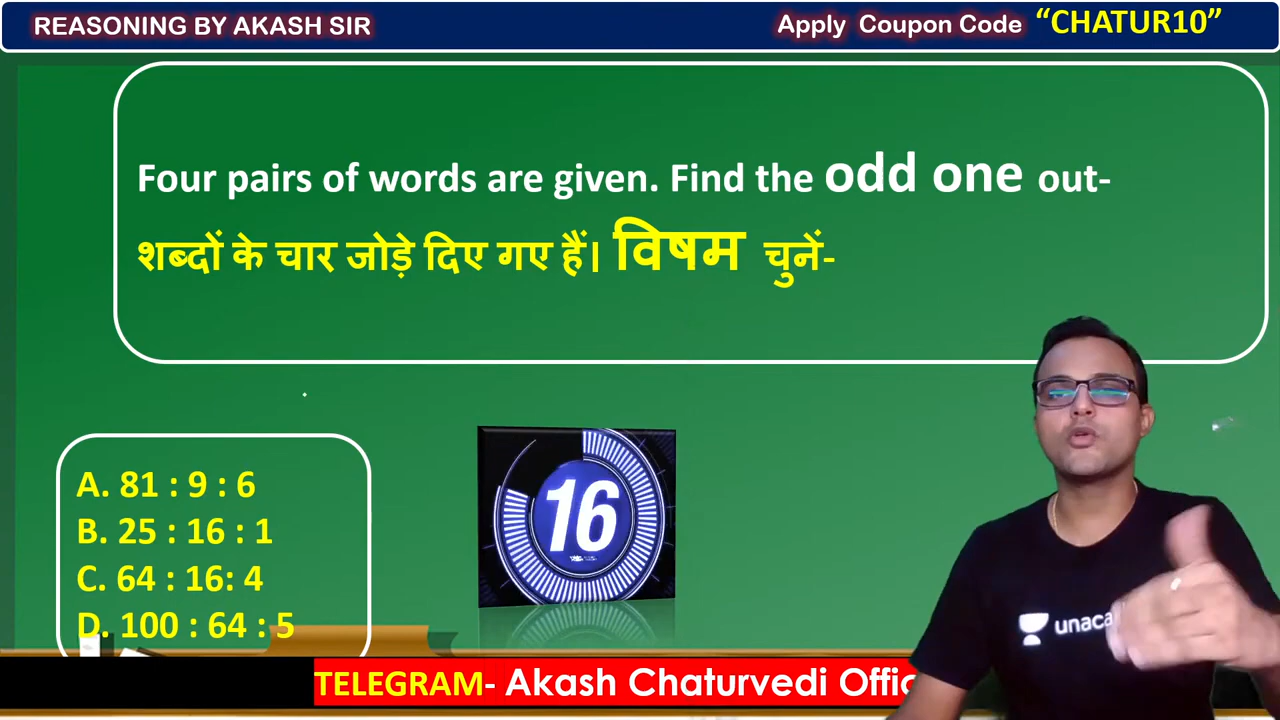 REASONING BY AKASH SIR
Apply Coupon Code “CHATUR10”
Four pairs of words are given. Find the odd one out-
शब्दों के चार जोड़े दिए गए हैं। विषम चुनें-
A. 81 : 9 : 6
B. 25 : 16 : 1
C. 64 : 16: 4
D. 100 : 64 : 5
16
unaca
TELEGRAM- Akash Chaturvedi Offic